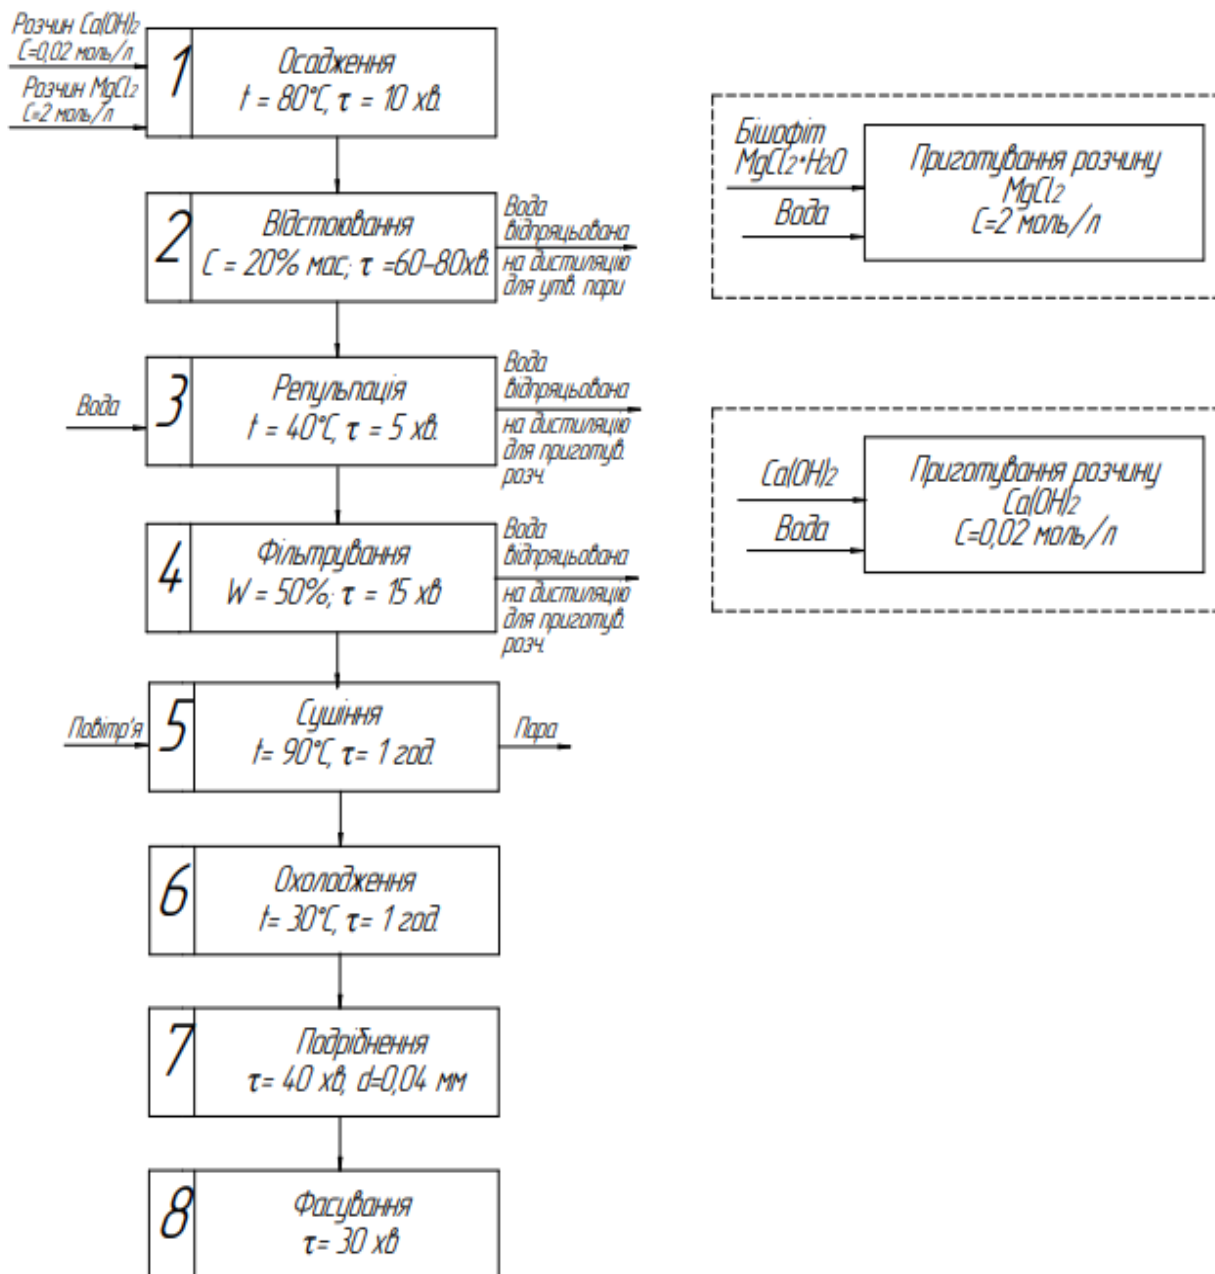 Розчин Ca(OH)₂
C=0,02 моль/л
Розчин MgCl₂
C=2 моль/л
1
Осадження
t = 80°C, τ = 10 хв.
2
Відстоювання
C = 20% мас; τ =60-80хв.
Вода
відпряцьована
на дистиляцію
для утв. пари
Вода
3
Репульпація
t = 40°C, τ = 5 хв.
Вода
відпряцьована
на дистиляцію
для приготув.
розч.
4
Фільтрування
W = 50%; τ = 15 хв
Вода
відпряцьована
на дистиляцію
для приготув.
розч.
Повітр'я
5
Сушіння
t= 90°C, τ= 1 год.
Пара
6
Охолодження
t= 30°C, τ= 1 год.
7
Подрібнення
τ= 40 хв, d=0,04 мм
8
Фасування
τ= 30 хв
Бішофіт
MgCl₂•H₂O
Вода
Приготування розчину
MgCl₂
C=2 моль/л
Ca(OH)₂
Вода
Приготування розчину
Ca(OH)₂
C=0,02 моль/л